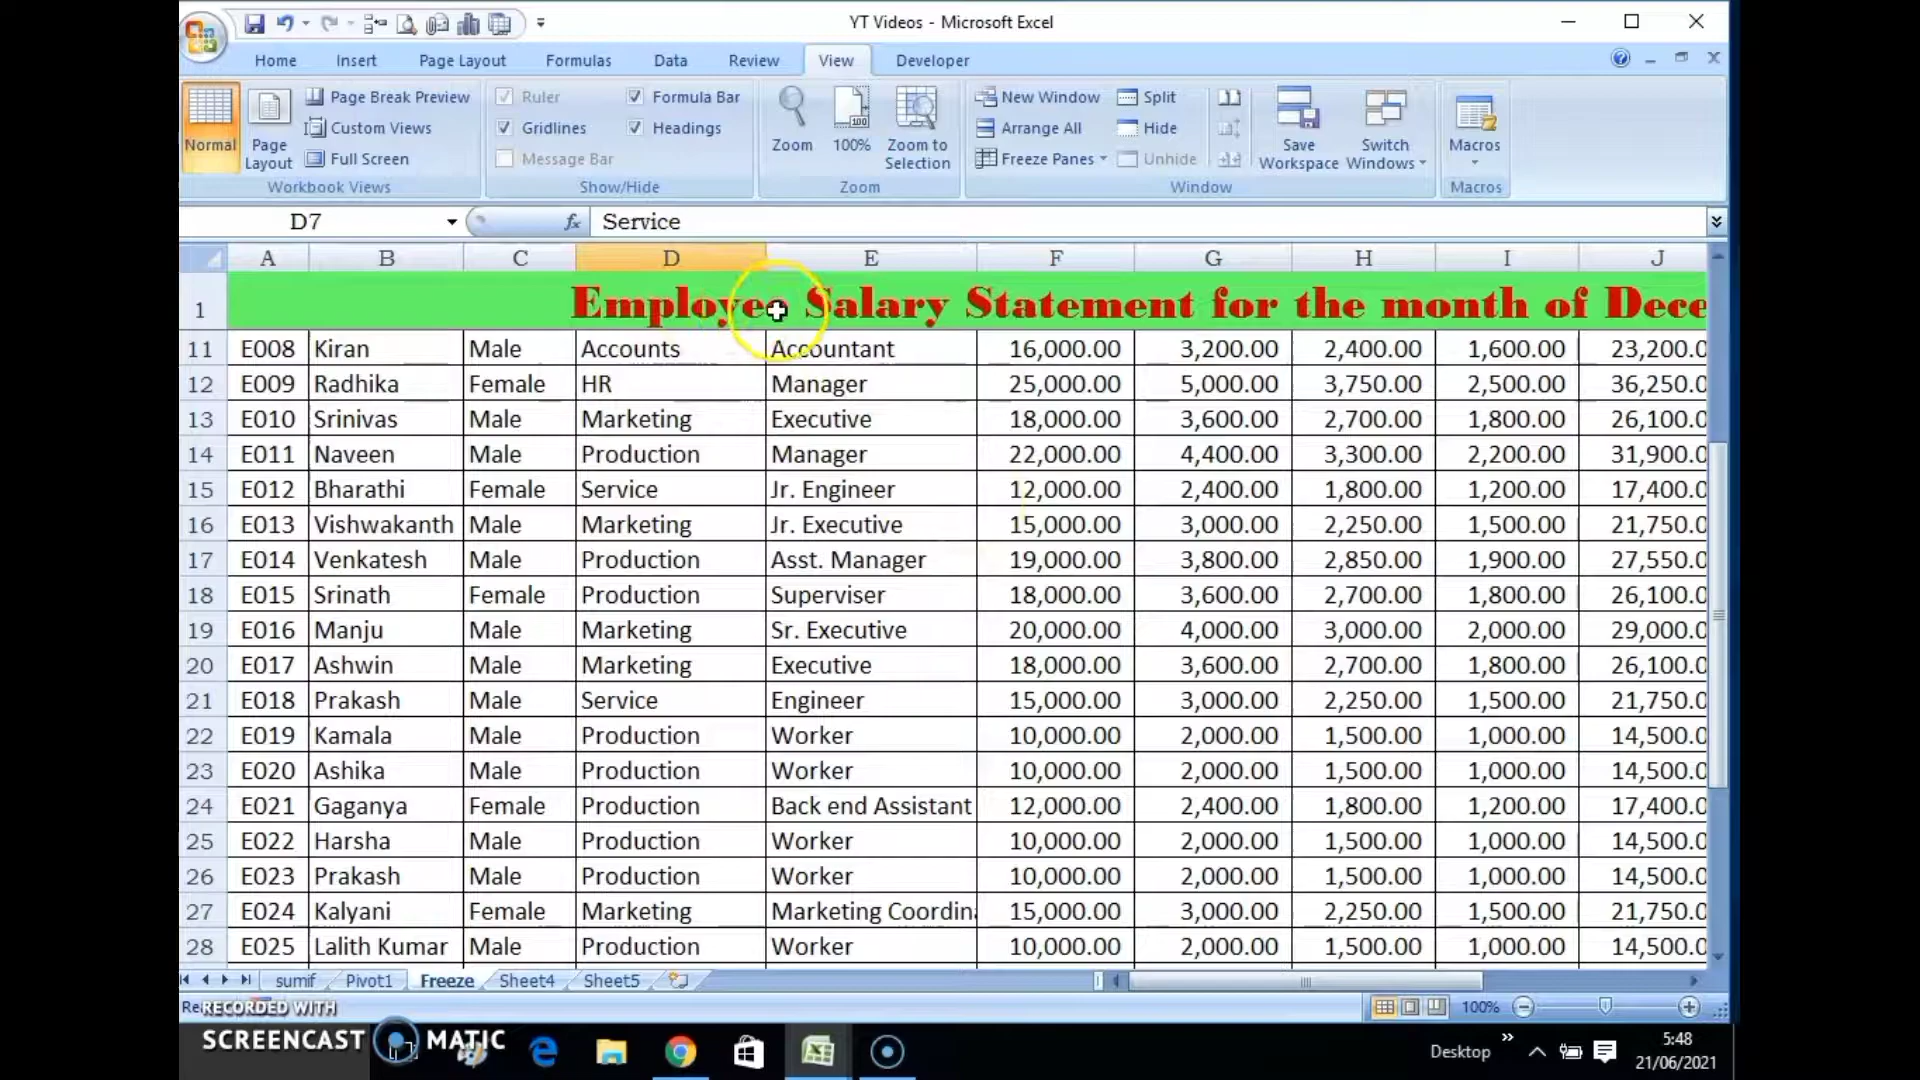 YT Videos - Microsoft Excel
Home Insert Page Layout Formulas Data Review View Developer
Normal Page Layout Page Break Preview Custom Views Full Screen
Workbook Views
Ruler Gridlines Message Bar Formula Bar Headings
Show/Hide
Zoom 100% Zoom to Selection
Zoom
New Window Arrange All Freeze Panes Split Hide Unhide Save Workspace Switch Windows
Window
Macros
Macros
D7 fx Service
A B C D E F G H I J
1 Employee Salary Statement for the month of Dece
11 E008 Kiran Male Accounts Accountant 16,000.00 3,200.00 2,400.00 1,600.00 23,200.0
12 E009 Radhika Female HR Manager 25,000.00 5,000.00 3,750.00 2,500.00 36,250.0
13 E010 Srinivas Male Marketing Executive 18,000.00 3,600.00 2,700.00 1,800.00 26,100.0
14 E011 Naveen Male Production Manager 22,000.00 4,400.00 3,300.00 2,200.00 31,900.0
15 E012 Bharathi Female Service Jr. Engineer 12,000.00 2,400.00 1,800.00 1,200.00 17,400.0
16 E013 Vishwakanth Male Marketing Jr. Executive 15,000.00 3,000.00 2,250.00 1,500.00 21,750.0
17 E014 Venkatesh Male Production Asst. Manager 19,000.00 3,800.00 2,850.00 1,900.00 27,550.0
18 E015 Srinath Female Production Superviser 18,000.00 3,600.00 2,700.00 1,800.00 26,100.0
19 E016 Manju Male Marketing Sr. Executive 20,000.00 4,000.00 3,000.00 2,000.00 29,000.0
20 E017 Ashwin Male Marketing Executive 18,000.00 3,600.00 2,700.00 1,800.00 26,100.0
21 E018 Prakash Male Service Engineer 15,000.00 3,000.00 2,250.00 1,500.00 21,750.0
22 E019 Kamala Male Production Worker 10,000.00 2,000.00 1,500.00 1,000.00 14,500.0
23 E020 Ashika Male Production Worker 10,000.00 2,000.00 1,500.00 1,000.00 14,500.0
24 E021 Gaganya Female Production Back end Assistant 12,000.00 2,400.00 1,800.00 1,200.00 17,400.0
25 E022 Harsha Male Production Worker 10,000.00 2,000.00 1,500.00 1,000.00 14,500.0
26 E023 Prakash Male Production Worker 10,000.00 2,000.00 1,500.00 1,000.00 14,500.0
27 E024 Kalyani Female Marketing Marketing Coordin 15,000.00 3,000.00 2,250.00 1,500.00 21,750.0
28 E025 Lalith Kumar Male Production Worker 10,000.00 2,000.00 1,500.00 1,000.00 14,500.0
sumif Pivot1 Freeze Sheet4 Sheet5
Re 100%
RECORDED WITH
SCREENCAST MATIC
Desktop 5:48
21/06/2021